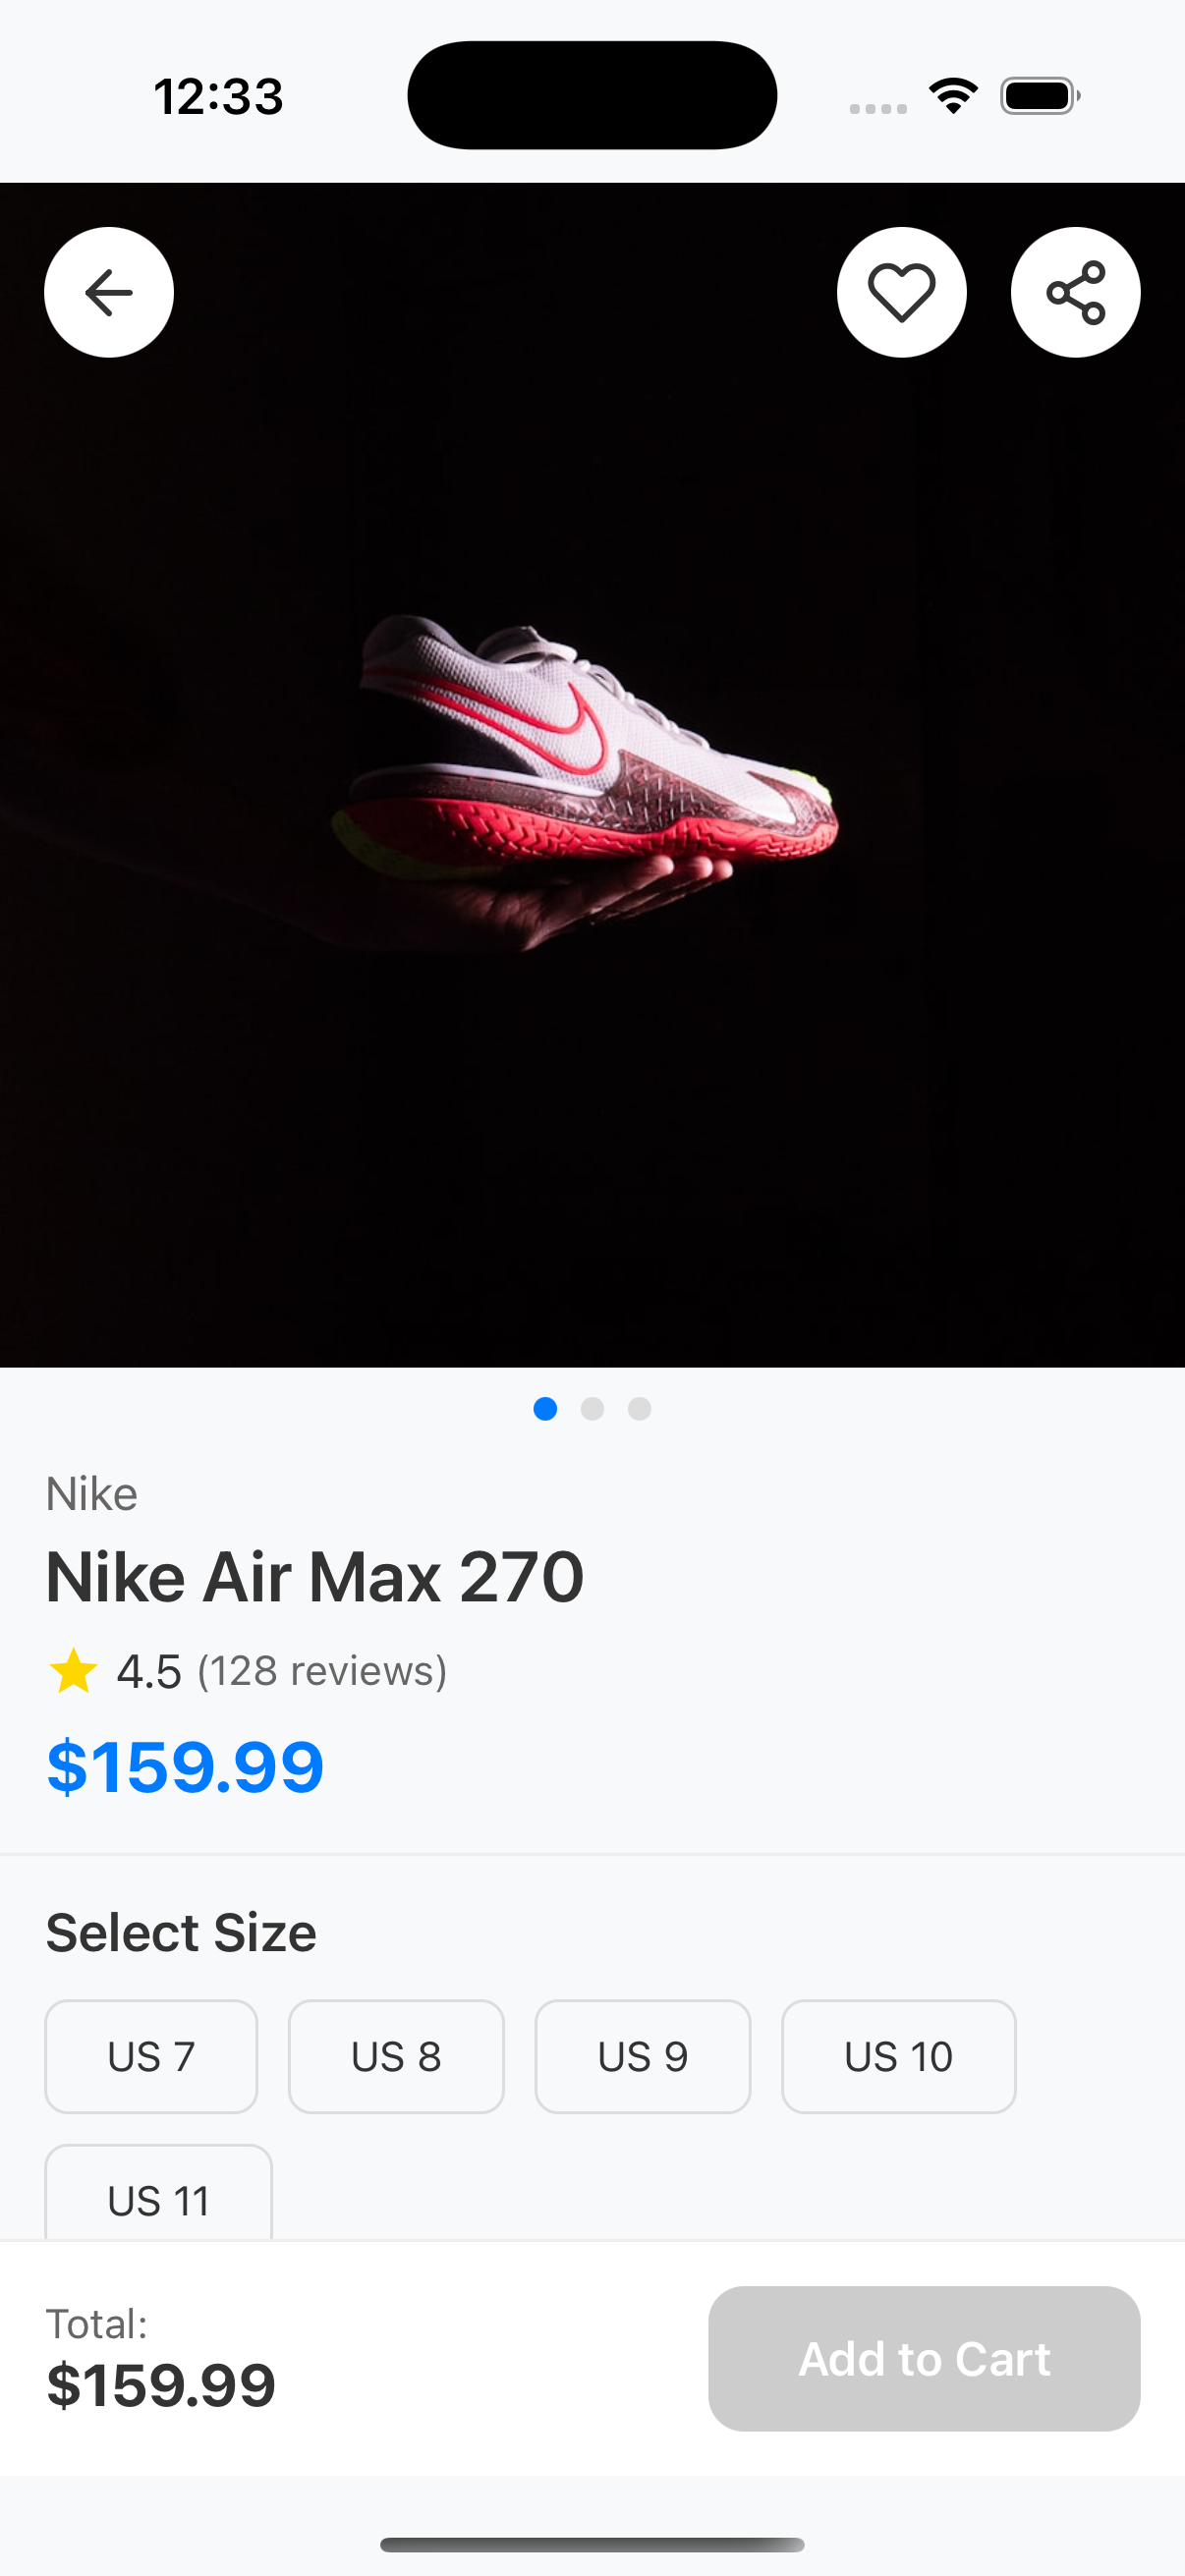 12:33
Nike
Nike Air Max 270
4.5 (128 reviews)
$159.99
Select Size
US 7 US 8 US 9 US 10
US 11
Total:
$159.99
Add to Cart